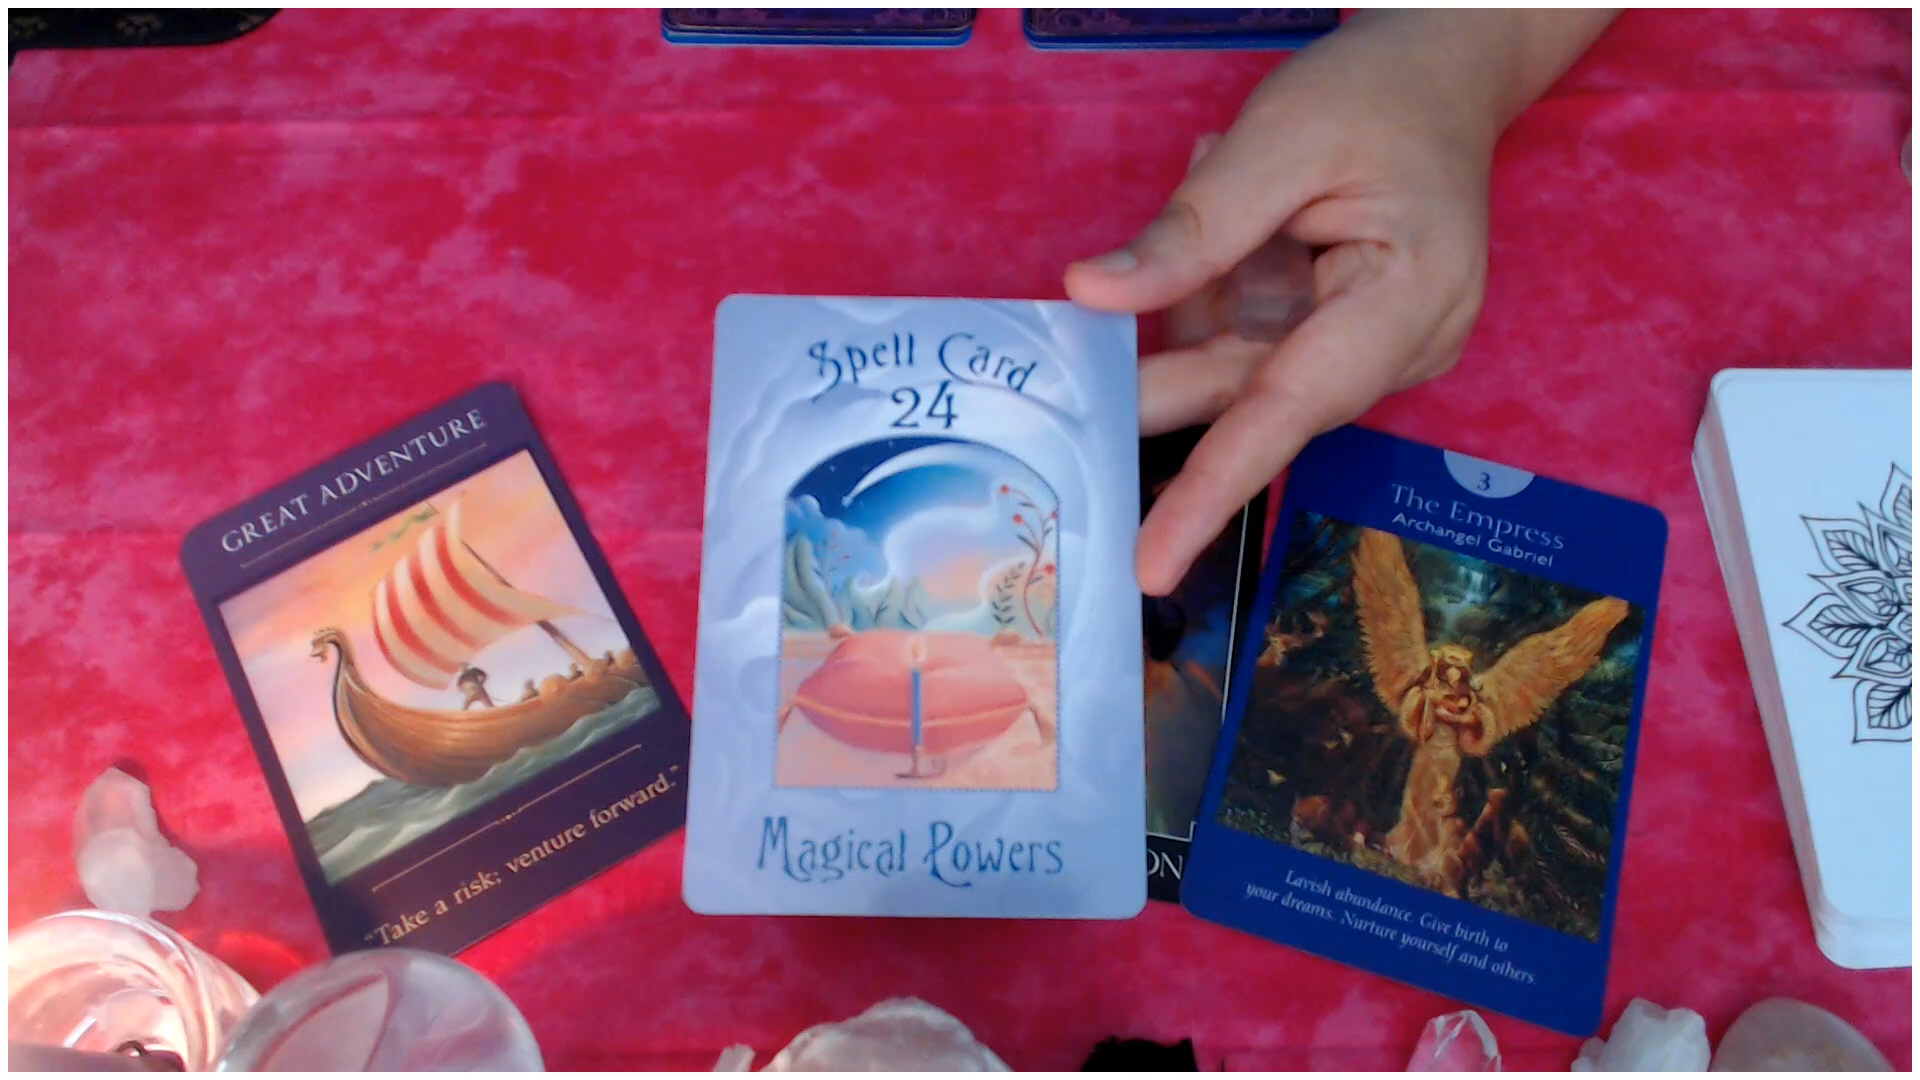 GREAT ADVENTURE
"Take a risk; venture forward."
Spell Card
24
Magical Powers
ON
3
The Empress
Archangel Gabriel
Lavish abundance. Give birth to
your dreams. Nurture yourself and others.